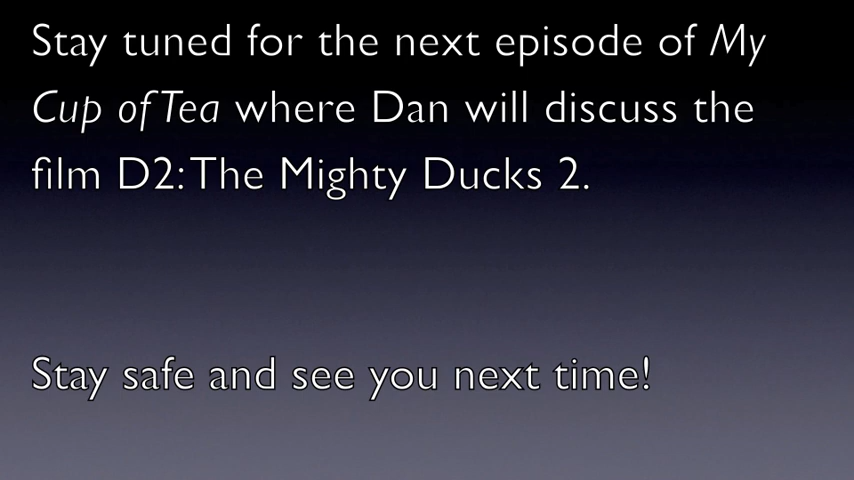 Stay tuned for the next episode of My
Cup of Tea where Dan will discuss the
film D2: The Mighty Ducks 2.
Stay safe and see you next time!